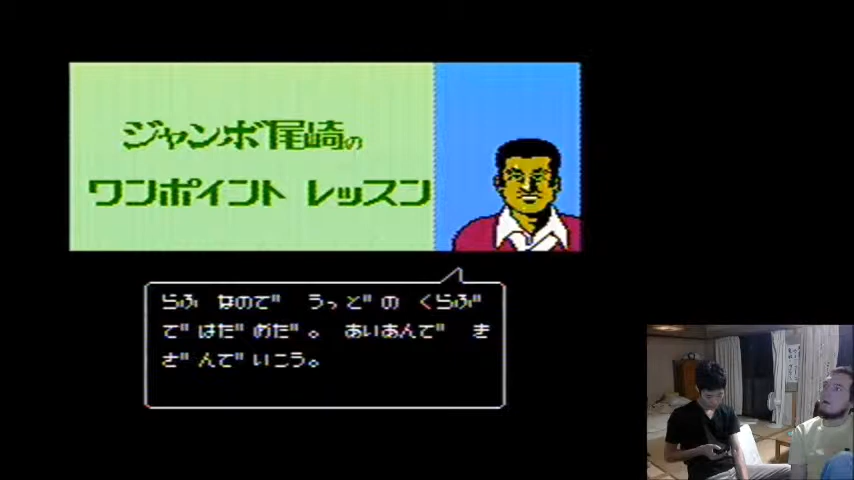 ジャンボ尾崎の
ワンポイント レッスン
らふ なので うっど の くらぶ
で はだ めだ。 あいあんで き
ざ んで いこう。